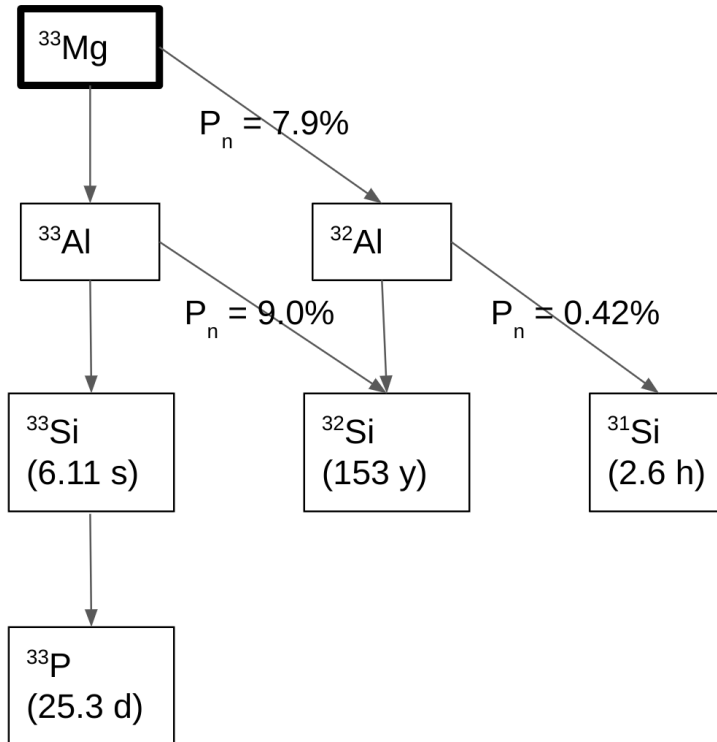 ³³Mg
Pₙ = 7.9%
³³Al
³²Al
Pₙ = 9.0%
Pₙ = 0.42%
³³Si
(6.11 s)
³²Si
(153 y)
³¹Si
(2.6 h)
³³P
(25.3 d)